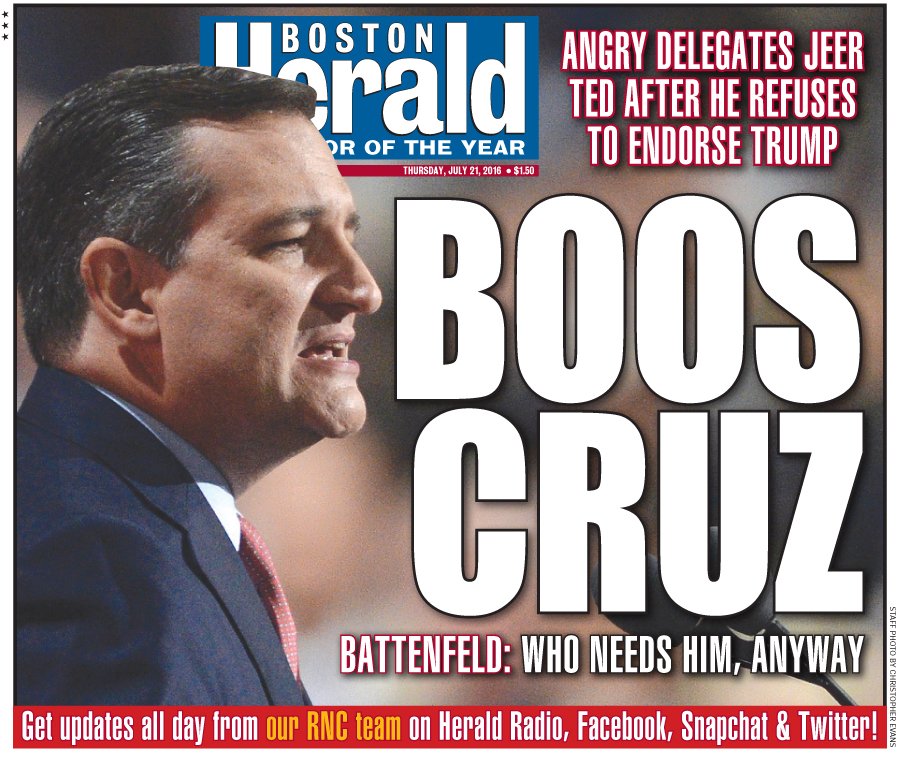 ★★★
BOSTON
Herald
OR OF THE YEAR
THURSDAY, JULY 21, 2016 • $1.50
ANGRY DELEGATES JEER
TED AFTER HE REFUSES
TO ENDORSE TRUMP
BOOS
CRUZ
BATTENFELD: WHO NEEDS HIM, ANYWAY
STAFF PHOTO BY CHRISTOPHER EVANS
Get updates all day from our RNC team on Herald Radio, Facebook, Snapchat & Twitter!